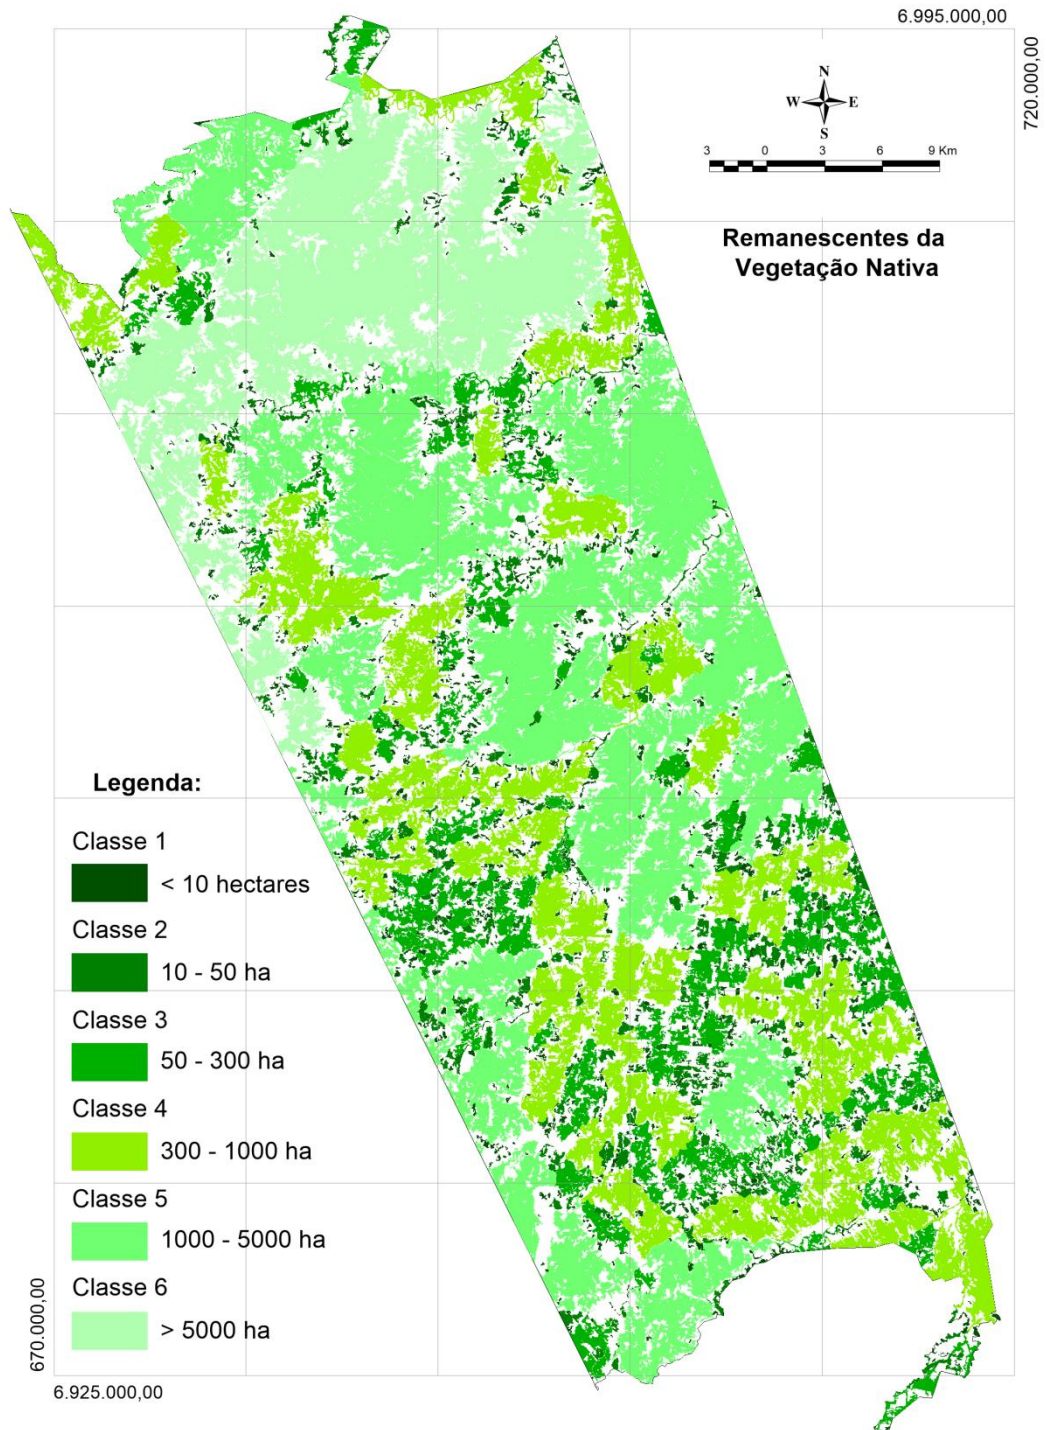 6.995.000,00
720.000,00
N
W E
S
3 0 3 6 9 Km
Remanescentes da
Vegetação Nativa
Legenda:
Classe 1
< 10 hectares
Classe 2
10 - 50 ha
Classe 3
50 - 300 ha
Classe 4
300 - 1000 ha
Classe 5
1000 - 5000 ha
Classe 6
> 5000 ha
670.000,00
6.925.000,00